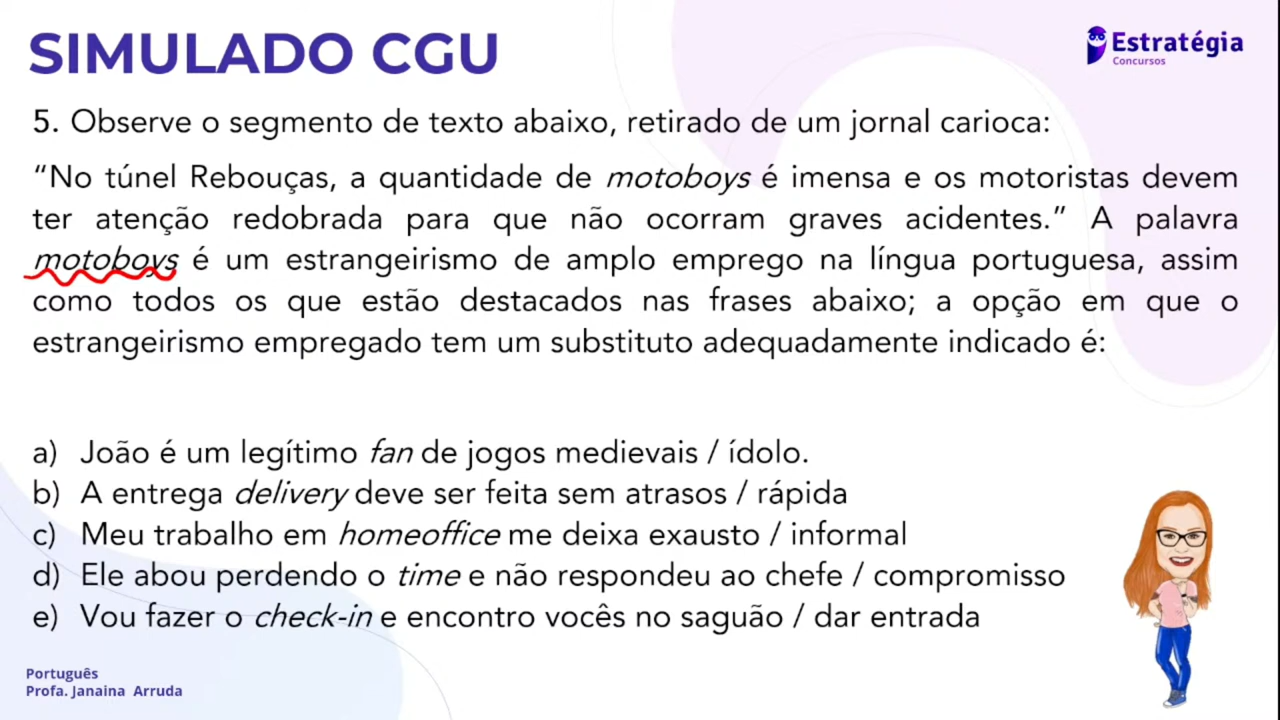 SIMULADO CGU
Estratégia
Concursos
5. Observe o segmento de texto abaixo, retirado de um jornal carioca:
“No túnel Rebouças, a quantidade de motoboys é imensa e os motoristas devem
ter atenção redobrada para que não ocorram graves acidentes.” A palavra
motoboys é um estrangeirismo de amplo emprego na língua portuguesa, assim
como todos os que estão destacados nas frases abaixo; a opção em que o
estrangeirismo empregado tem um substituto adequadamente indicado é:
a) João é um legítimo fan de jogos medievais / ídolo.
b) A entrega delivery deve ser feita sem atrasos / rápida
c) Meu trabalho em homeoffice me deixa exausto / informal
d) Ele abou perdendo o time e não respondeu ao chefe / compromisso
e) Vou fazer o check-in e encontro vocês no saguão / dar entrada
Português
Profa. Janaina Arruda